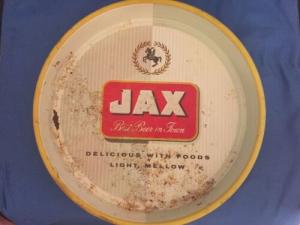 JAX
Best Beer in Town
DELICIOUS WITH FOODS
LIGHT, MELLOW